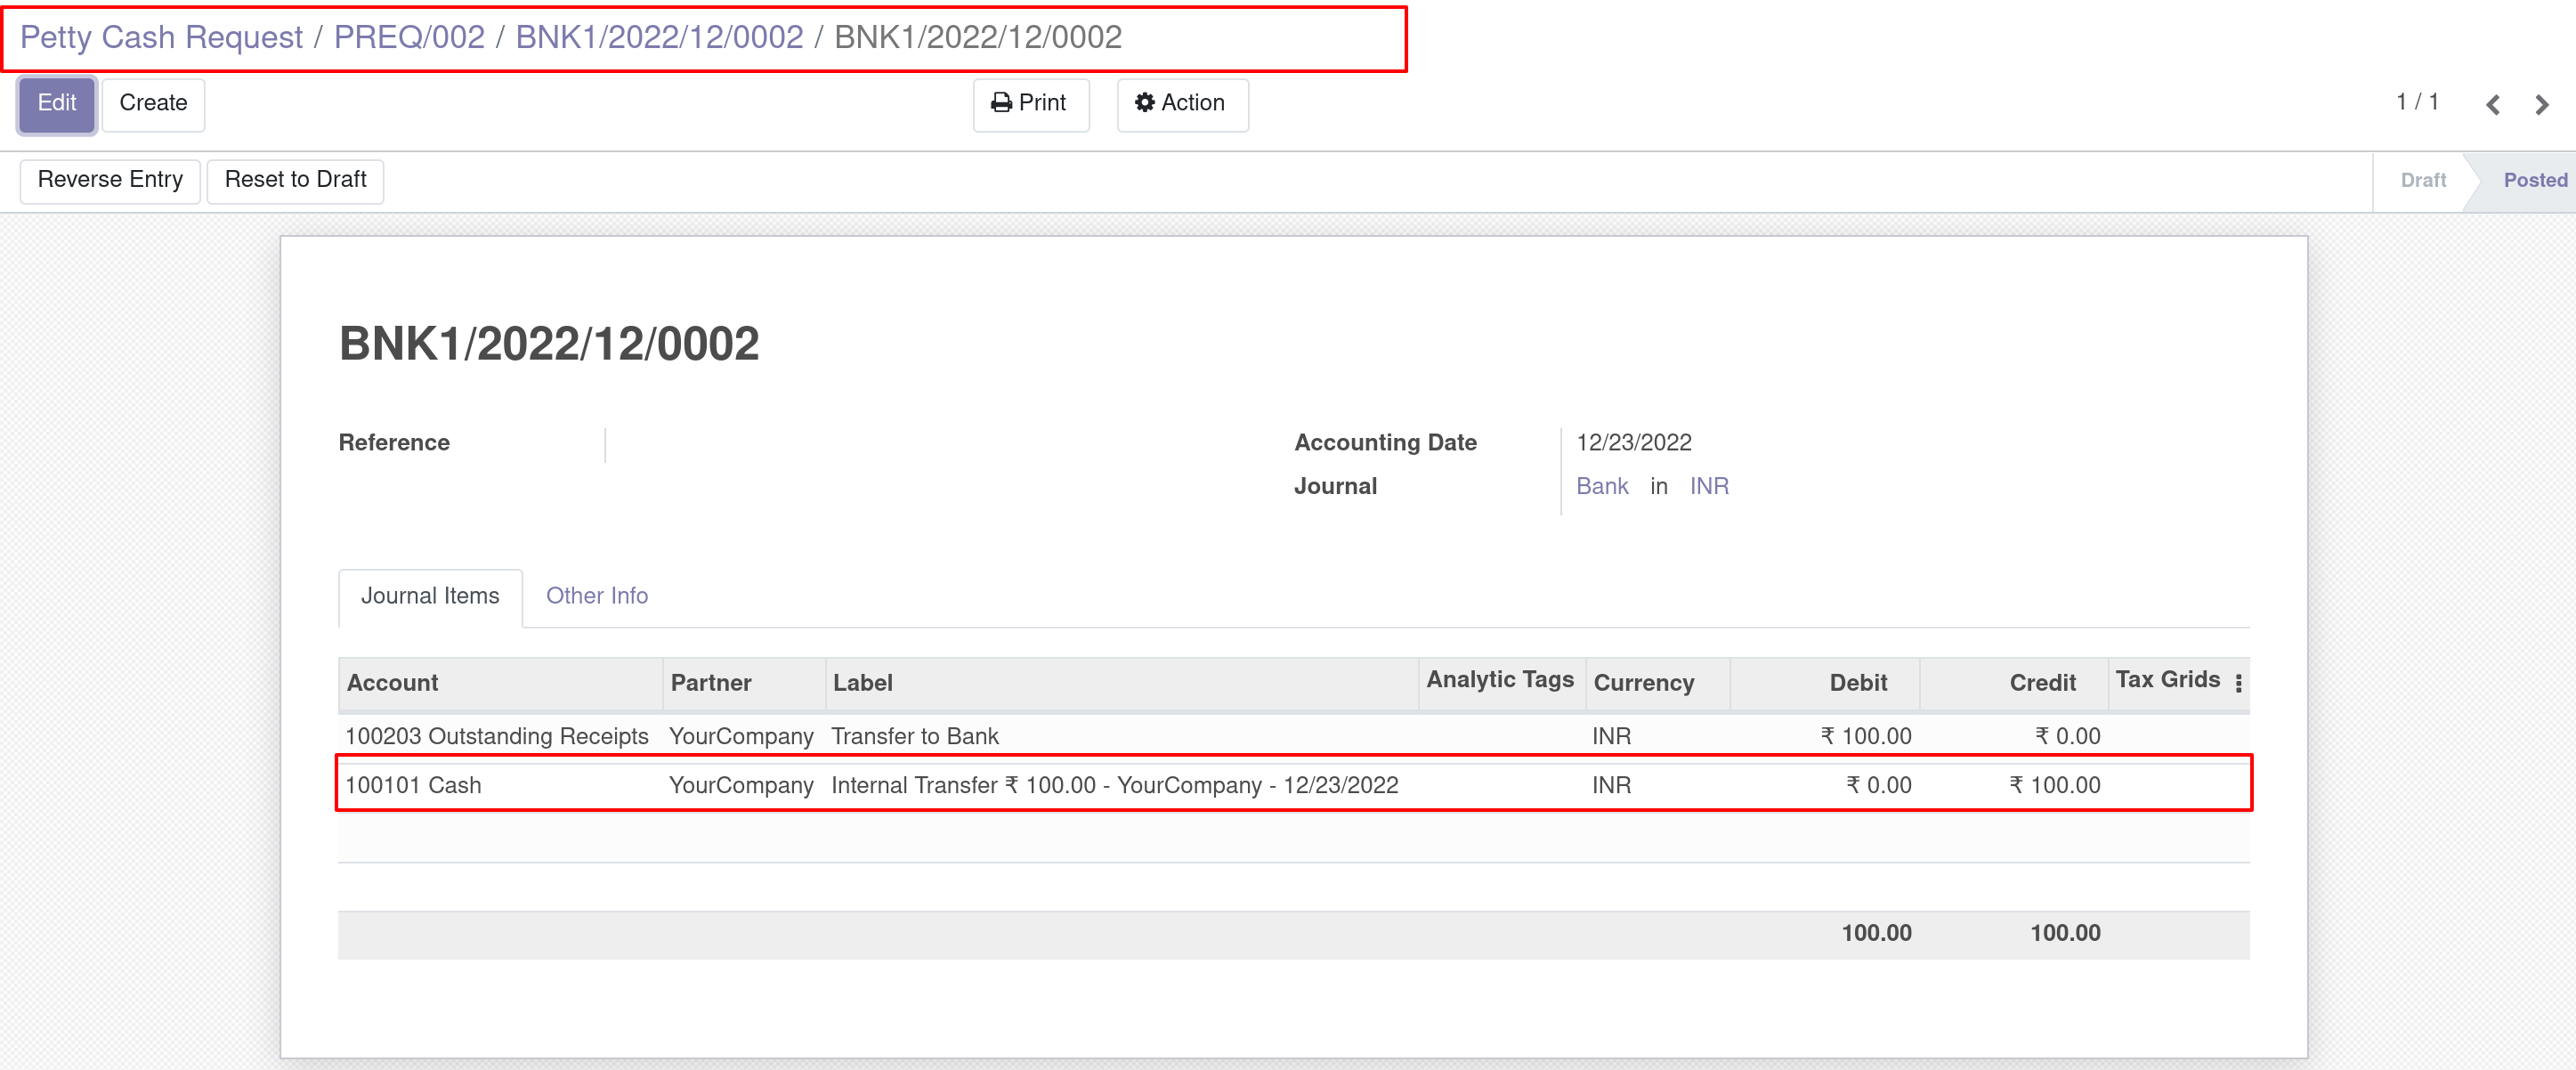 Petty Cash Request / PREQ/002 / BNK1/2022/12/0002 / BNK1/2022/12/0002
Edit Create Print Action 1 / 1
Reverse Entry Reset to Draft Draft Posted
BNK1/2022/12/0002
Reference Accounting Date 12/23/2022
Journal Bank in INR
Journal Items Other Info
Account Partner Label Analytic Tags Currency Debit Credit Tax Grids
100203 Outstanding Receipts YourCompany Transfer to Bank INR ₹ 100.00 ₹ 0.00
100101 Cash YourCompany Internal Transfer ₹ 100.00 - YourCompany - 12/23/2022 INR ₹ 0.00 ₹ 100.00
100.00 100.00